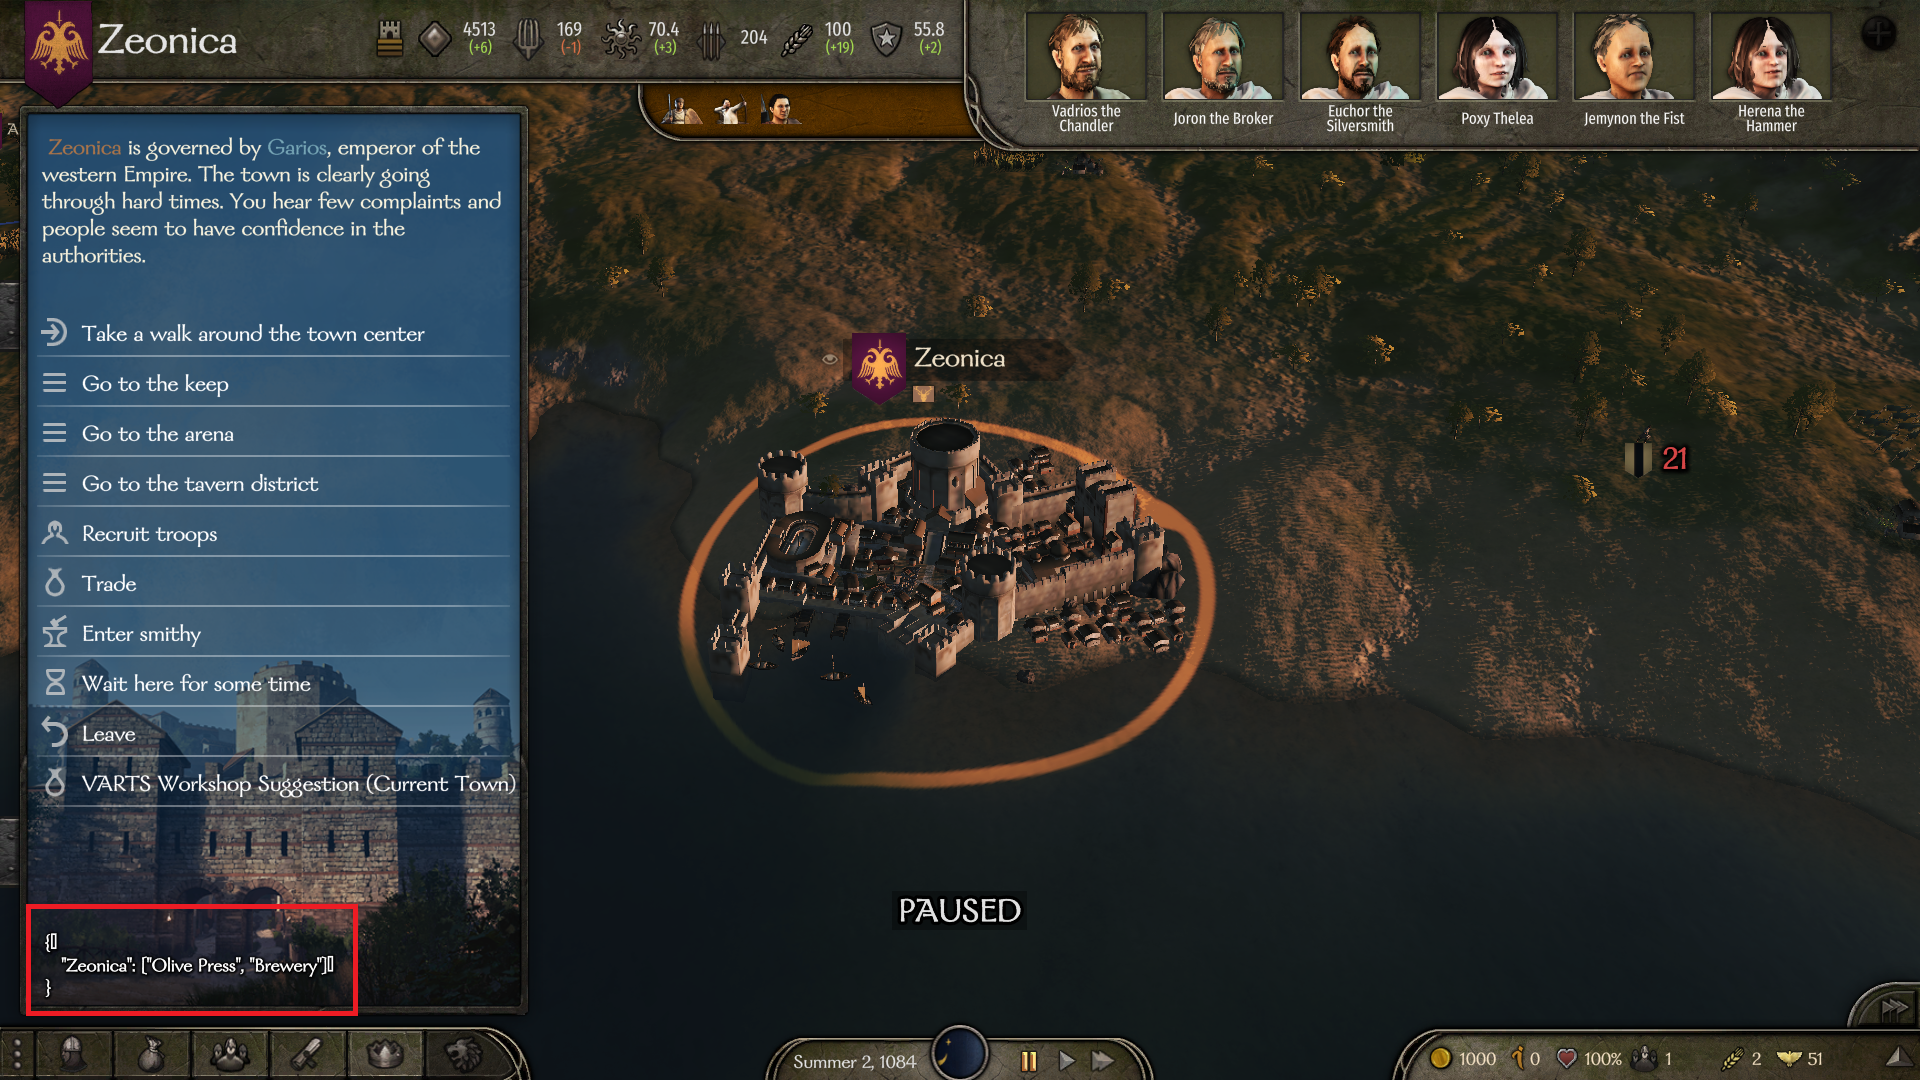 Zeonica
4513
(+6)
169
(-1)
70.4
(+3)
204
100
(+19)
55.8
(+2)
Vadrios the
Chandler
Joron the Broker
Euchor the
Silversmith
Poxy Thelea
Jemynon the Fist
Herena the
Hammer
Zeonica is governed by Garios, emperor of the
western Empire. The town is clearly going
through hard times. You hear few complaints and
people seem to have confidence in the
authorities.
Take a walk around the town center
Go to the keep
Go to the arena
Go to the tavern district
Recruit troops
Trade
Enter smithy
Wait here for some time
Leave
VARTS Workshop Suggestion (Current Town)
{▯
"Zeonica": ["Olive Press", "Brewery"]▯
}
Zeonica
21
PAUSED
Summer 2, 1084
1000
0
100%
1
2
51